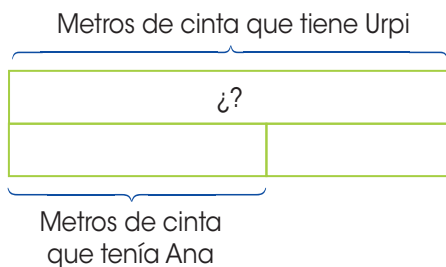 Metros de cinta que tiene Urpi
¿?
Metros de cinta
que tenía Ana